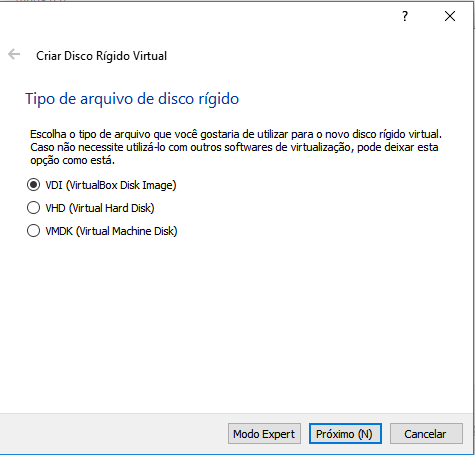 ?
Criar Disco Rígido Virtual
Tipo de arquivo de disco rígido
Escolha o tipo de arquivo que você gostaria de utilizar para o novo disco rígido virtual.
Caso não necessite utilizá-lo com outros softwares de virtualização, pode deixar esta
opção como está.
VDI (VirtualBox Disk Image)
VHD (Virtual Hard Disk)
VMDK (Virtual Machine Disk)
Modo Expert Próximo (N) Cancelar